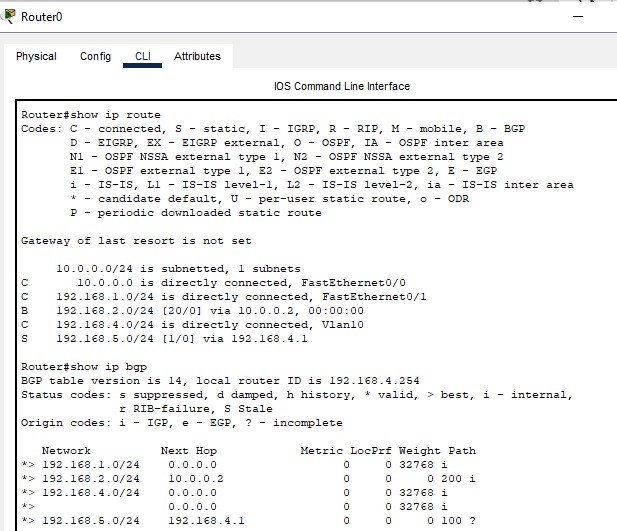 Router0
Physical Config CLI Attributes
IOS Command Line Interface
Router#show ip route
Codes: C - connected, S - static, I - IGRP, R - RIP, M - mobile, B - BGP
D - EIGRP, EX - EIGRP external, O - OSPF, IA - OSPF inter area
N1 - OSPF NSSA external type 1, N2 - OSPF NSSA external type 2
E1 - OSPF external type 1, E2 - OSPF external type 2, E - EGP
i - IS-IS, L1 - IS-IS level-1, L2 - IS-IS level-2, ia - IS-IS inter area
* - candidate default, U - per-user static route, o - ODR
P - periodic downloaded static route
Gateway of last resort is not set
10.0.0.0/24 is subnetted, 1 subnets
C 10.0.0.0 is directly connected, FastEthernet0/0
C 192.168.1.0/24 is directly connected, FastEthernet0/1
B 192.168.2.0/24 [20/0] via 10.0.0.2, 00:00:00
C 192.168.4.0/24 is directly connected, Vlan10
S 192.168.5.0/24 [1/0] via 192.168.4.1
Router#show ip bgp
BGP table version is 14, local router ID is 192.168.4.254
Status codes: s suppressed, d damped, h history, * valid, > best, i - internal,
r RIB-failure, S Stale
Origin codes: i - IGP, e - EGP, ? - incomplete
Network Next Hop Metric LocPrf Weight Path
*> 192.168.1.0/24 0.0.0.0 0 0 32768 i
*> 192.168.2.0/24 10.0.0.2 0 0 0 200 i
*> 192.168.4.0/24 0.0.0.0 0 0 32768 i
*> 0.0.0.0 0 0 32768 i
*> 192.168.5.0/24 192.168.4.1 0 0 0 100 ?